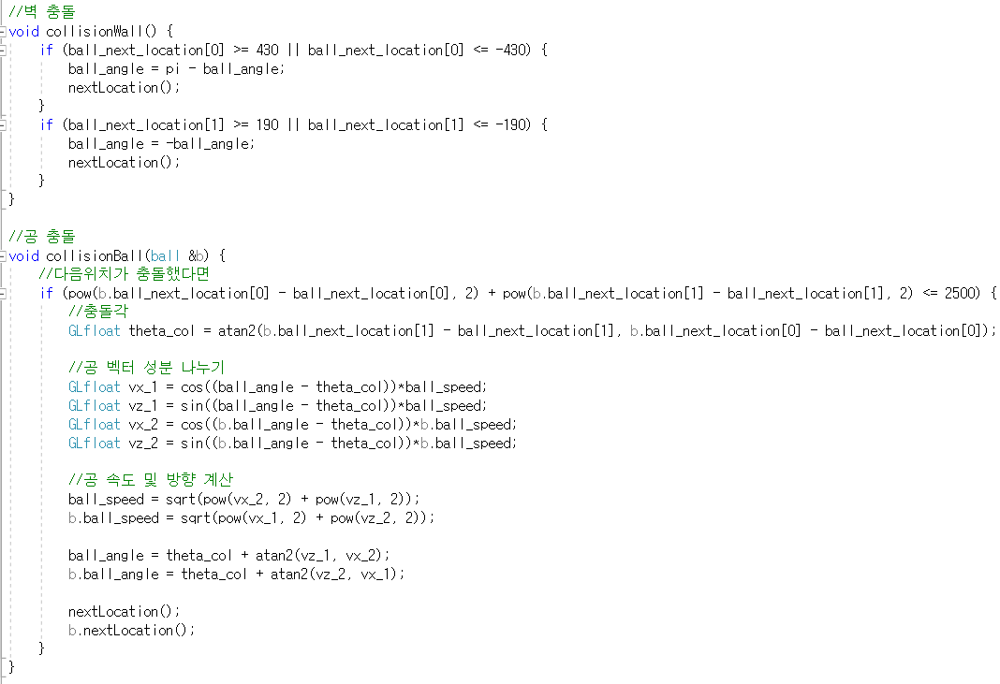 //벽 충돌
void collisionWall() {
    if (ball_next_location[0] >= 430 || ball_next_location[0] <= -430) {
        ball_angle = pi - ball_angle;
        nextLocation();
    }
    if (ball_next_location[1] >= 190 || ball_next_location[1] <= -190) {
        ball_angle = -ball_angle;
        nextLocation();
    }
}

//공 충돌
void collisionBall(ball &b) {
    //다음위치가 충돌했다면
    if (pow(b.ball_next_location[0] - ball_next_location[0], 2) + pow(b.ball_next_location[1] - ball_next_location[1], 2) <= 2500) {
        //충돌각
        GLfloat theta_col = atan2(b.ball_next_location[1] - ball_next_location[1], b.ball_next_location[0] - ball_next_location[0]);

        //공 벡터 성분 나누기
        GLfloat vx_1 = cos((ball_angle - theta_col))*ball_speed;
        GLfloat vz_1 = sin((ball_angle - theta_col))*ball_speed;
        GLfloat vx_2 = cos((b.ball_angle - theta_col))*b.ball_speed;
        GLfloat vz_2 = sin((b.ball_angle - theta_col))*b.ball_speed;

        //공 속도 및 방향 계산
        ball_speed = sqrt(pow(vx_2, 2) + pow(vz_1, 2));
        b.ball_speed = sqrt(pow(vx_1, 2) + pow(vz_2, 2));

        ball_angle = theta_col + atan2(vz_1, vx_2);
        b.ball_angle = theta_col + atan2(vz_2, vx_1);

        nextLocation();
        b.nextLocation();
    }
}